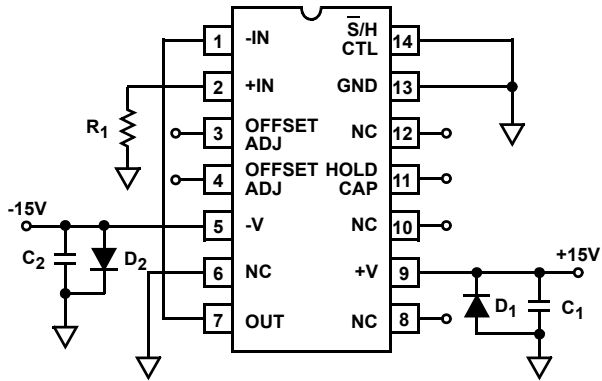 1 -IN
S̅/H CTL 14
2 +IN
GND 13
R1
3 OFFSET ADJ
NC 12
4 OFFSET ADJ
HOLD CAP 11
-15V
5 -V
NC 10
C2
D2
6 NC
+V 9
+15V
D1
C1
7 OUT
NC 8